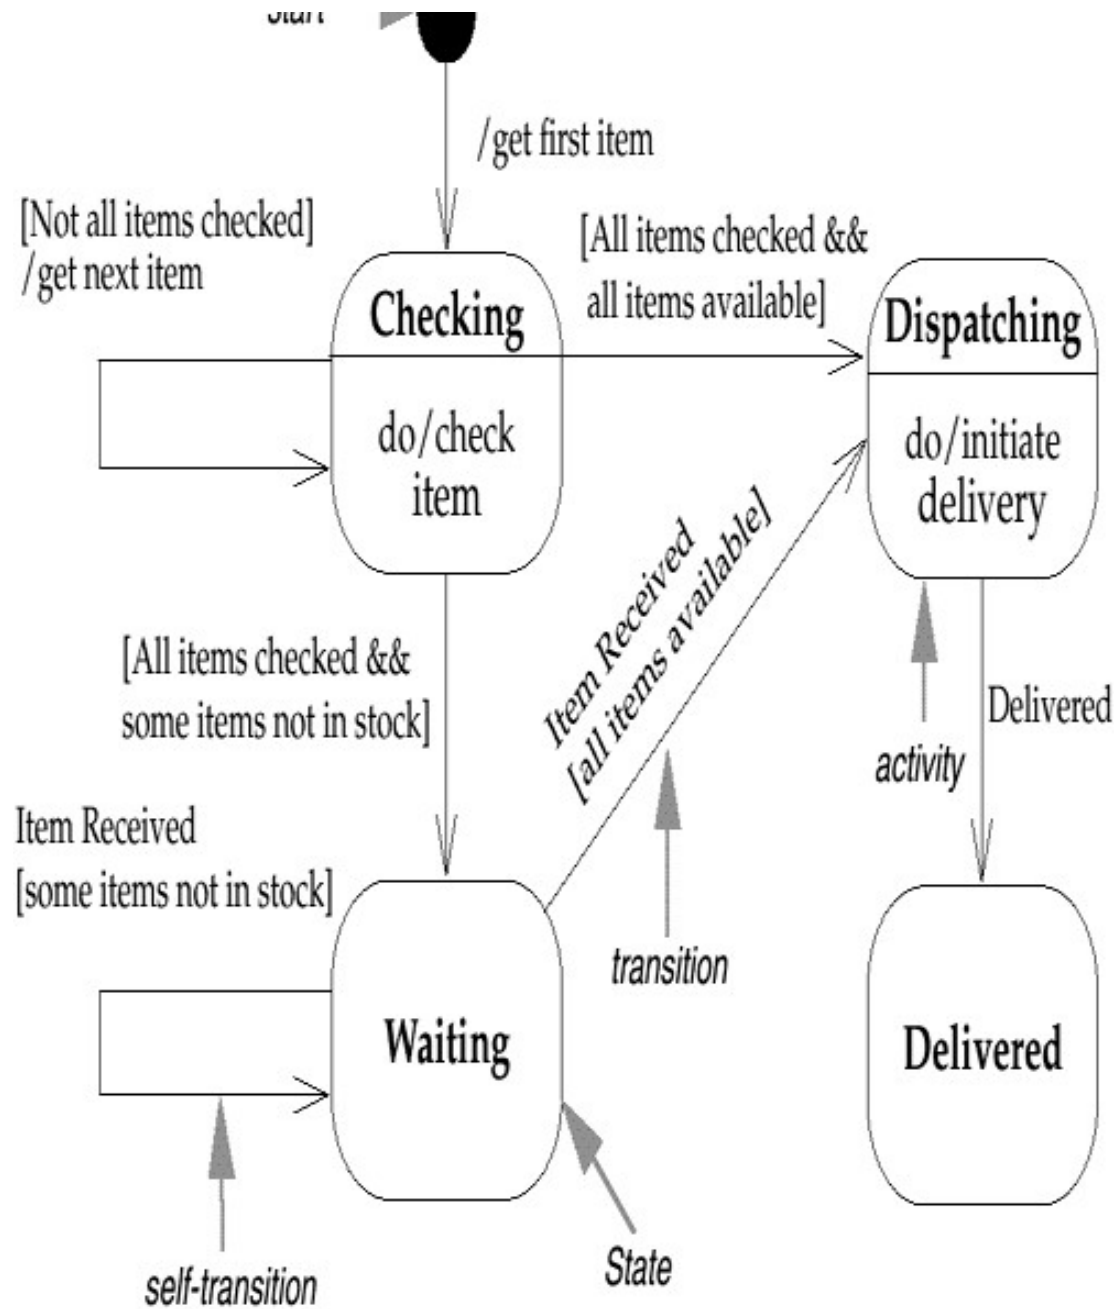 start
/get first item
[Not all items checked]
/get next item
[All items checked &&
all items available]
Checking
do/check
item
Dispatching
do/initiate
delivery
[All items checked &&
some items not in stock]
Item Received
[all items available]
activity
Delivered
Item Received
[some items not in stock]
transition
Waiting
Delivered
self-transition
State